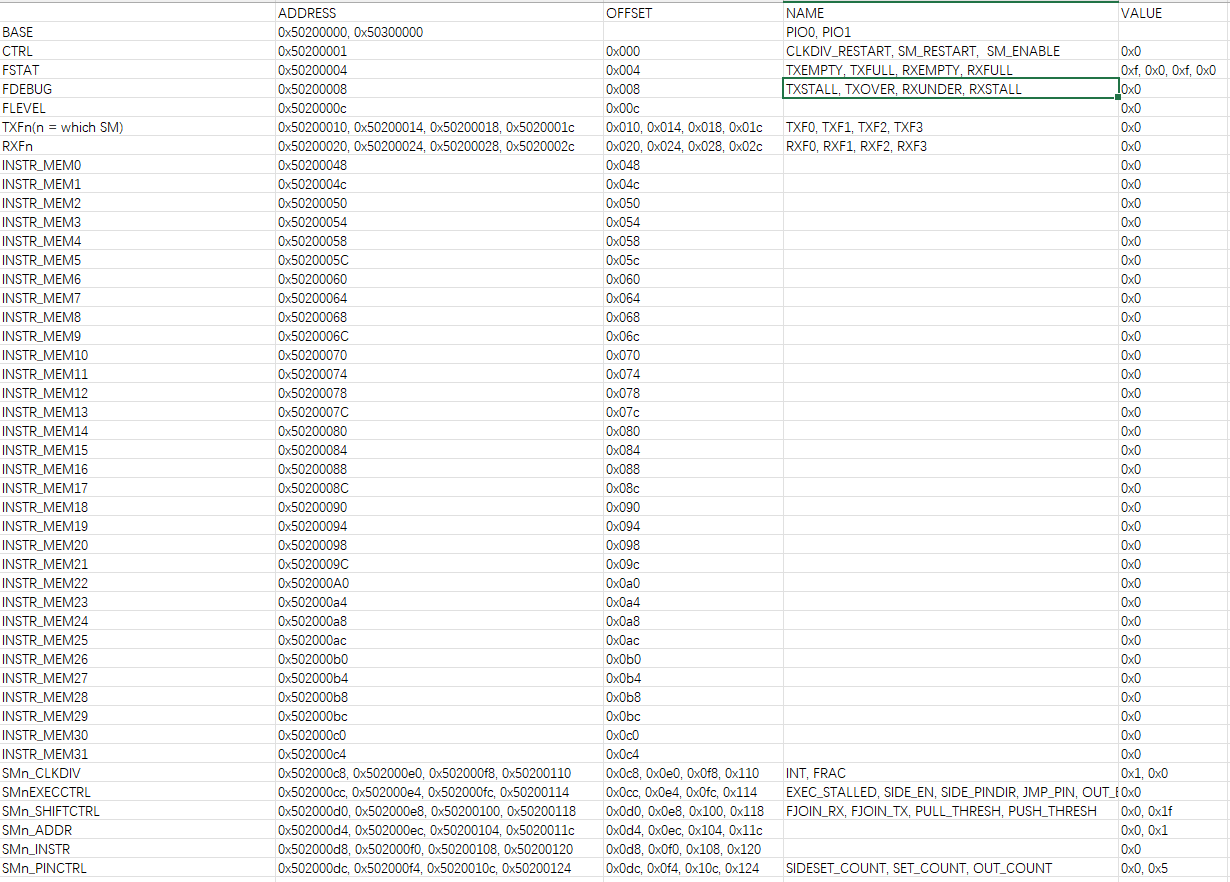 ADDRESS OFFSET NAME VALUE
BASE 0x50200000, 0x50300000 PIO0, PIO1
CTRL 0x50200001 0x000 CLKDIV_RESTART, SM_RESTART, SM_ENABLE 0x0
FSTAT 0x50200004 0x004 TXEMPTY, TXFULL, RXEMPTY, RXFULL 0xf, 0x0, 0xf, 0x0
FDEBUG 0x50200008 0x008 TXSTALL, TXOVER, RXUNDER, RXSTALL 0x0
FLEVEL 0x5020000c 0x00c 0x0
TXFn(n = which SM) 0x50200010, 0x50200014, 0x50200018, 0x5020001c 0x010, 0x014, 0x018, 0x01c TXF0, TXF1, TXF2, TXF3 0x0
RXFn 0x50200020, 0x50200024, 0x50200028, 0x5020002c 0x020, 0x024, 0x028, 0x02c RXF0, RXF1, RXF2, RXF3 0x0
INSTR_MEM0 0x50200048 0x048 0x0
INSTR_MEM1 0x5020004c 0x04c 0x0
INSTR_MEM2 0x50200050 0x050 0x0
INSTR_MEM3 0x50200054 0x054 0x0
INSTR_MEM4 0x50200058 0x058 0x0
INSTR_MEM5 0x5020005C 0x05c 0x0
INSTR_MEM6 0x50200060 0x060 0x0
INSTR_MEM7 0x50200064 0x064 0x0
INSTR_MEM8 0x50200068 0x068 0x0
INSTR_MEM9 0x5020006C 0x06c 0x0
INSTR_MEM10 0x50200070 0x070 0x0
INSTR_MEM11 0x50200074 0x074 0x0
INSTR_MEM12 0x50200078 0x078 0x0
INSTR_MEM13 0x5020007C 0x07c 0x0
INSTR_MEM14 0x50200080 0x080 0x0
INSTR_MEM15 0x50200084 0x084 0x0
INSTR_MEM16 0x50200088 0x088 0x0
INSTR_MEM17 0x5020008C 0x08c 0x0
INSTR_MEM18 0x50200090 0x090 0x0
INSTR_MEM19 0x50200094 0x094 0x0
INSTR_MEM20 0x50200098 0x098 0x0
INSTR_MEM21 0x5020009C 0x09c 0x0
INSTR_MEM22 0x502000A0 0x0a0 0x0
INSTR_MEM23 0x502000a4 0x0a4 0x0
INSTR_MEM24 0x502000a8 0x0a8 0x0
INSTR_MEM25 0x502000ac 0x0ac 0x0
INSTR_MEM26 0x502000b0 0x0b0 0x0
INSTR_MEM27 0x502000b4 0x0b4 0x0
INSTR_MEM28 0x502000b8 0x0b8 0x0
INSTR_MEM29 0x502000bc 0x0bc 0x0
INSTR_MEM30 0x502000c0 0x0c0 0x0
INSTR_MEM31 0x502000c4 0x0c4 0x0
SMn_CLKDIV 0x502000c8, 0x502000e0, 0x502000f8, 0x50200110 0x0c8, 0x0e0, 0x0f8, 0x110 INT, FRAC 0x1, 0x0
SMnEXECCTRL 0x502000cc, 0x502000e4, 0x502000fc, 0x50200114 0x0cc, 0x0e4, 0x0fc, 0x114 EXEC_STALLED, SIDE_EN, SIDE_PINDIR, JMP_PIN, 0x0
SMn_SHIFTCTRL 0x502000d0, 0x502000e8, 0x50200100, 0x50200118 0x0d0, 0x0e8, 0x100, 0x118 FJOIN_RX, FJOIN_TX, PULL_THRESH, PUSH_THRESH 0x0, 0x1f
SMn_ADDR 0x502000d4, 0x502000ec, 0x50200104, 0x5020011c 0x0d4, 0x0ec, 0x104, 0x11c 0x0, 0x1
SMn_INSTR 0x502000d8, 0x502000f0, 0x50200108, 0x50200120 0x0d8, 0x0f0, 0x108, 0x120 0x0
SMn_PINCTRL 0x502000dc, 0x502000f4, 0x5020010c, 0x50200124 0x0dc, 0x0f4, 0x10c, 0x124 SIDESET_COUNT, SET_COUNT, OUT_COUNT 0x0, 0x5